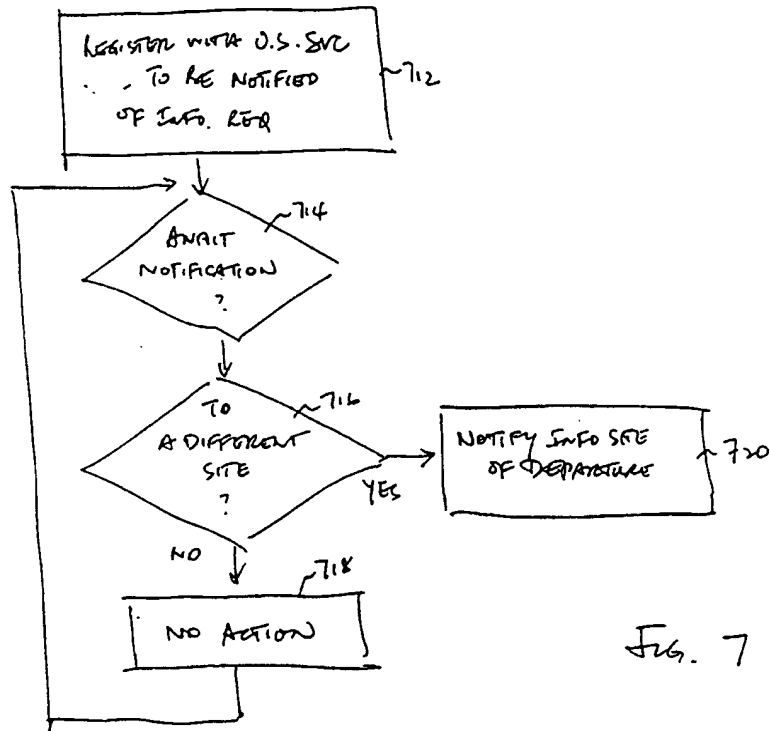 REGISTER WITH O.S. SVC
... TO BE NOTIFIED
OF INFO. REQ
712
714
AWAIT
NOTIFICATION
?
716
TO
A DIFFERENT
SITE
?
YES
NOTIFY INFO SITE
OF DEPARTURE
720
NO
718
NO ACTION
FIG. 7